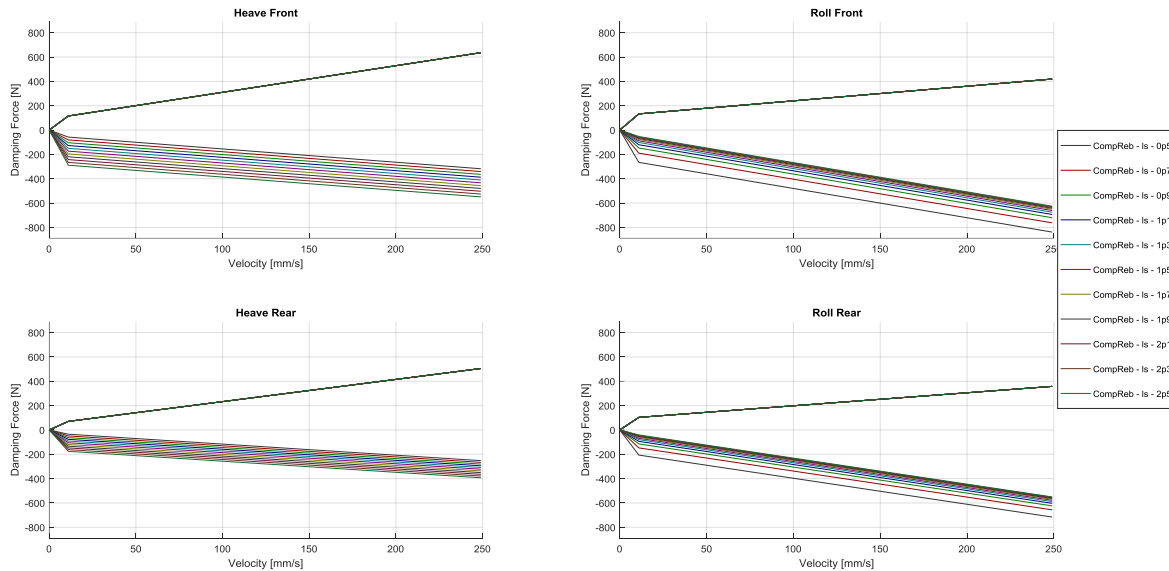 Heave Front
Damping Force [N]
800
600
400
200
0
-200
-400
-600
-800
0 50 100 150 200 250
Velocity [mm/s]
Roll Front
Damping Force [N]
800
600
400
200
0
-200
-400
-600
-800
0 50 100 150 200 250
Velocity [mm/s]
CompReb - ls - 0p5
CompReb - ls - 0p7
CompReb - ls - 0p9
CompReb - ls - 1p1
CompReb - ls - 1p3
CompReb - ls - 1p5
CompReb - ls - 1p7
CompReb - ls - 1p9
CompReb - ls - 2p1
CompReb - ls - 2p3
CompReb - ls - 2p5
Heave Rear
Damping Force [N]
800
600
400
200
0
-200
-400
-600
-800
0 50 100 150 200 250
Velocity [mm/s]
Roll Rear
Damping Force [N]
800
600
400
200
0
-200
-400
-600
-800
0 50 100 150 200 250
Velocity [mm/s]